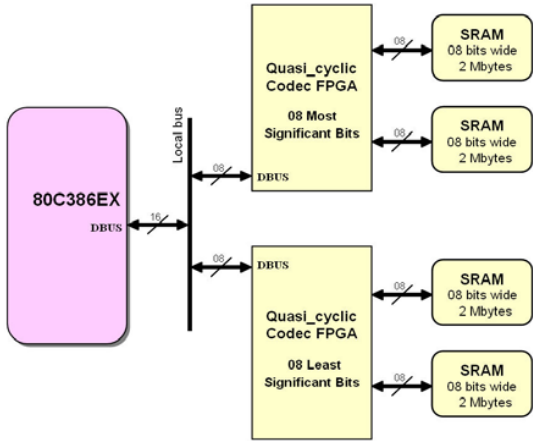 80C386EX
DBUS
16
Local bus
08
DBUS
Quasi_cyclic
Codec FPGA
08 Most
Significant Bits
08
SRAM
08 bits wide
2 Mbytes
08
SRAM
08 bits wide
2 Mbytes
08
DBUS
Quasi_cyclic
Codec FPGA
08 Least
Significant Bits
08
SRAM
08 bits wide
2 Mbytes
08
SRAM
08 bits wide
2 Mbytes